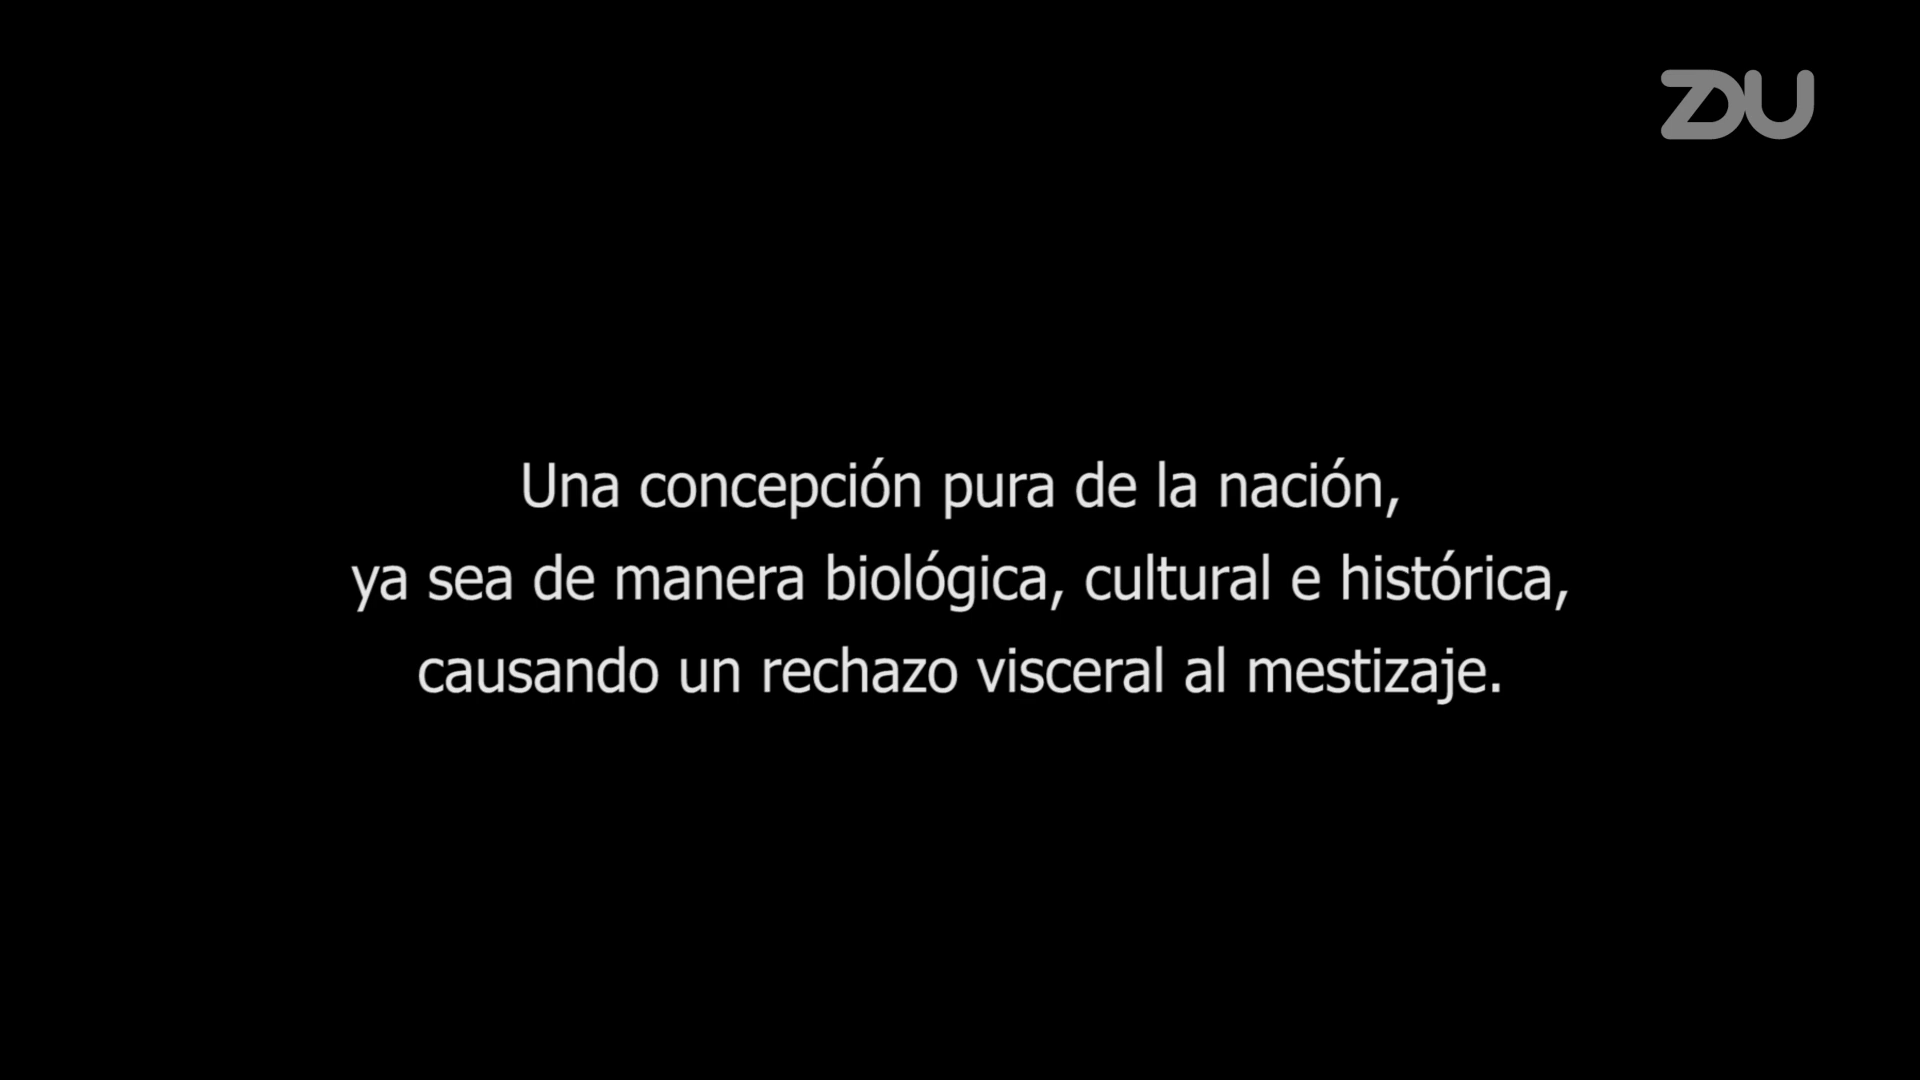 ZDU
Una concepción pura de la nación,
ya sea de manera biológica, cultural e histórica,
causando un rechazo visceral al mestizaje.